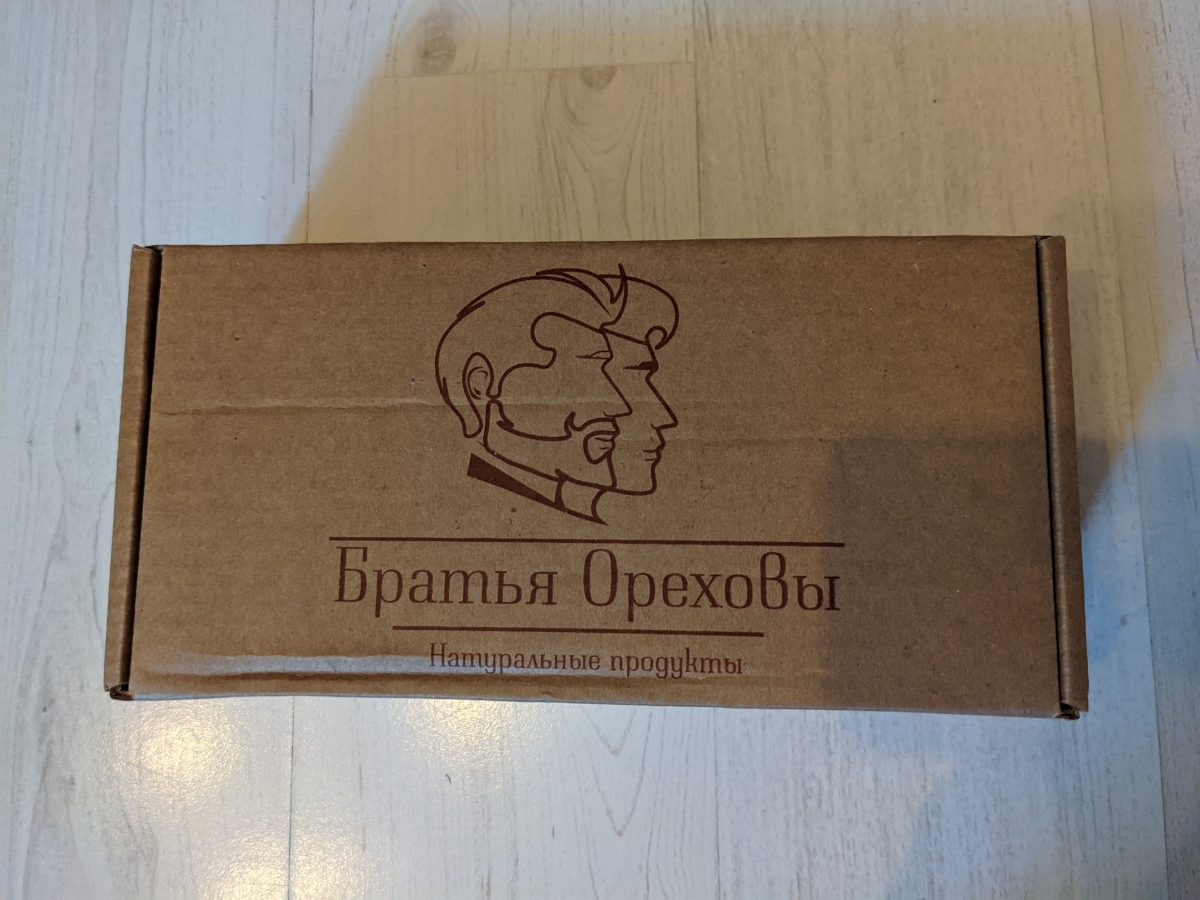 Братья Ореховы
Натуральные продукты